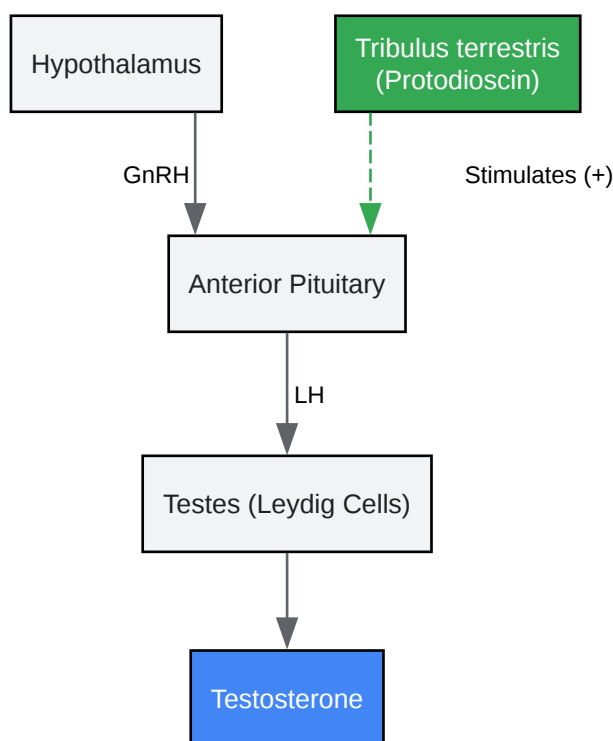 Hypothalamus
Tribulus terrestris
(Protodioscin)
GnRH
Stimulates (+)
Anterior Pituitary
LH
Testes (Leydig Cells)
Testosterone